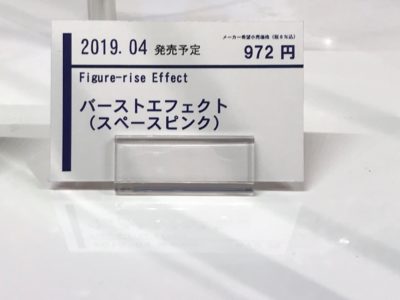 2019.04 発売予定
メーカー希望小売価格（税8%込）
972 円
Figure-rise Effect
バーストエフェクト
（スペースピンク）